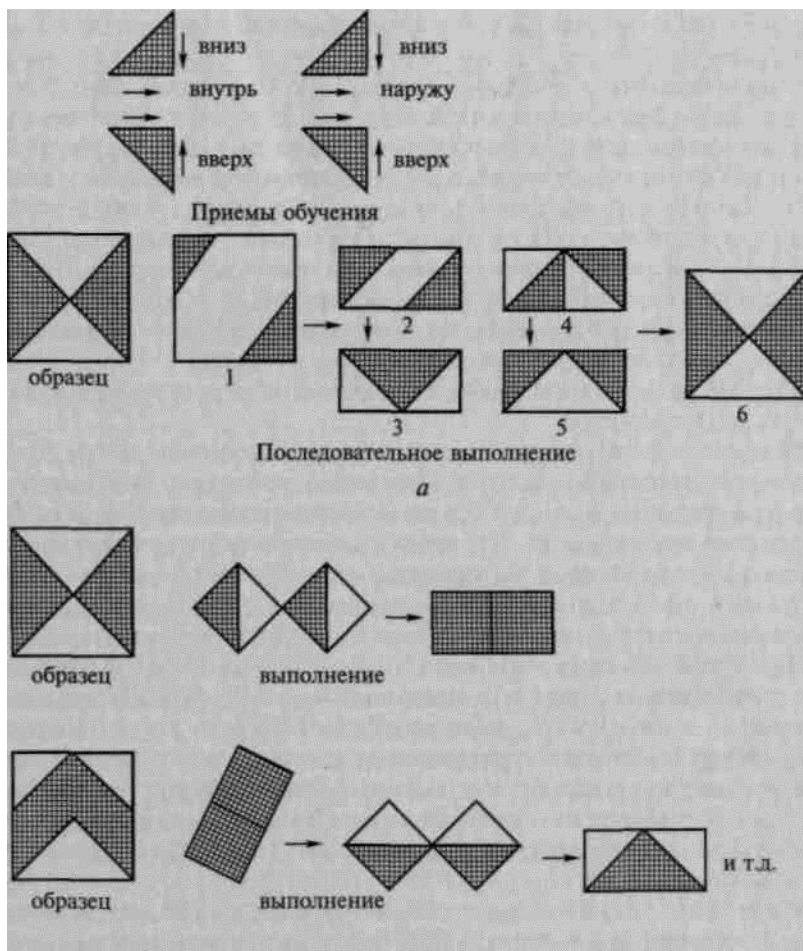 вниз вниз
внутрь наружу
вверх вверх
Приемы обучения
2 4
образец 1 6
3 5
Последовательное выполнение
а
образец выполнение
и т.д.
образец выполнение